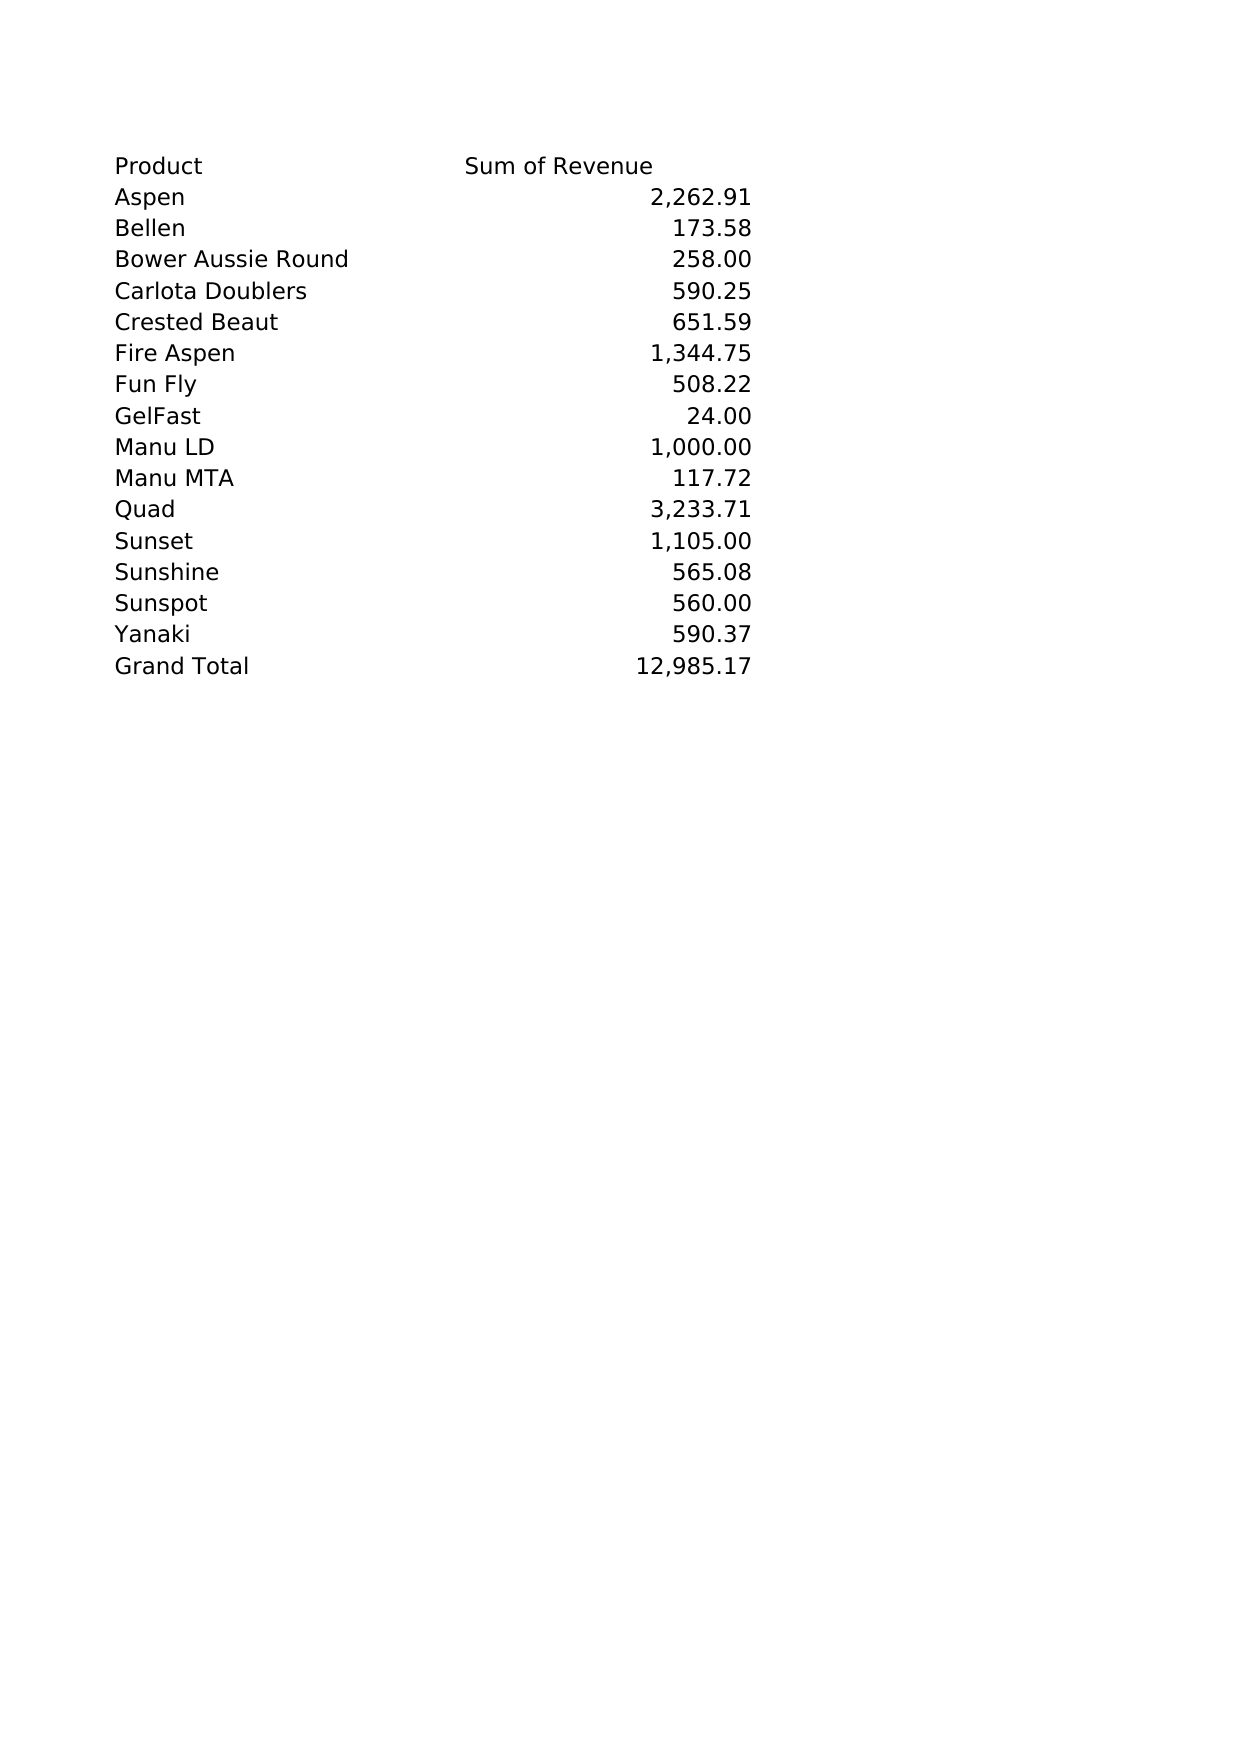 Product Sum of Revenue
Aspen 2,262.91
Bellen 173.58
Bower Aussie Round 258.00
Carlota Doublers 590.25
Crested Beaut 651.59
Fire Aspen 1,344.75
Fun Fly 508.22
GelFast 24.00
Manu LD 1,000.00
Manu MTA 117.72
Quad 3,233.71
Sunset 1,105.00
Sunshine 565.08
Sunspot 560.00
Yanaki 590.37
Grand Total 12,985.17